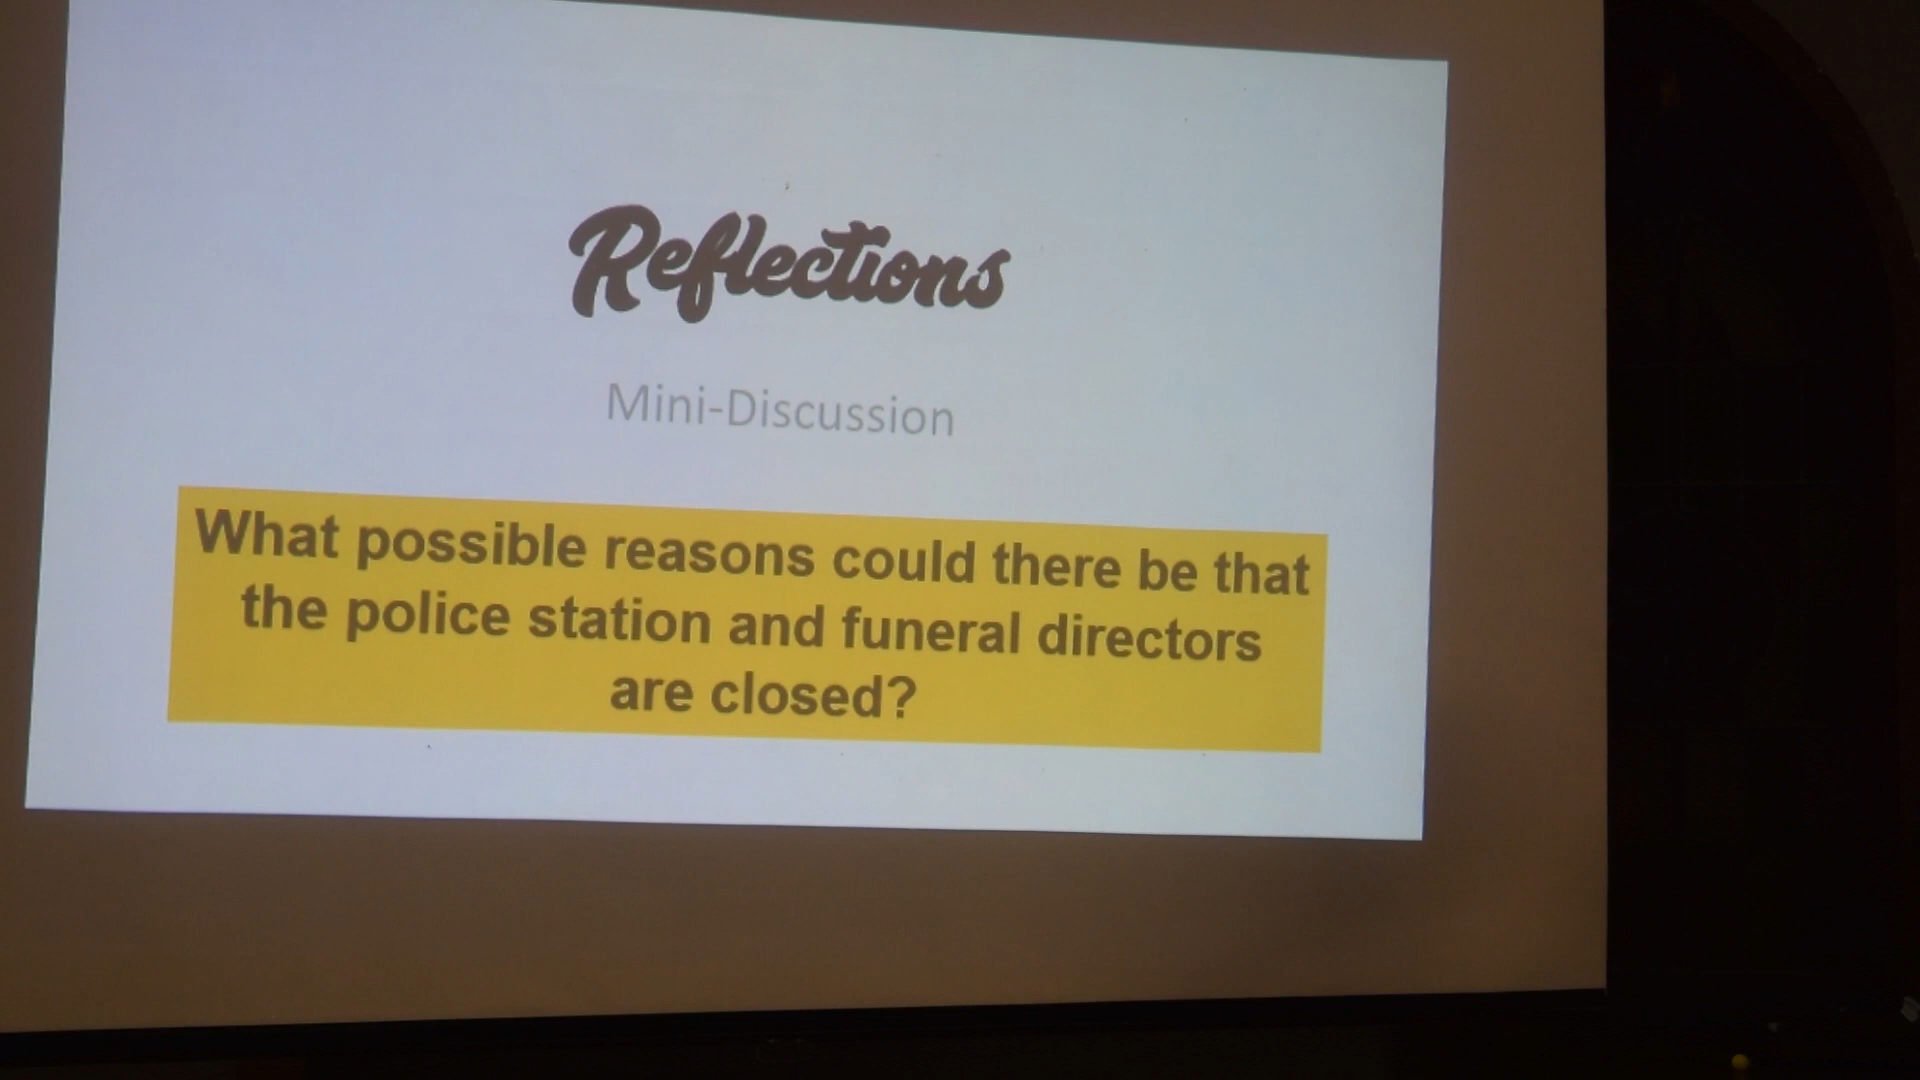 Reflections
Mini-Discussion
What possible reasons could there be that
the police station and funeral directors
are closed?